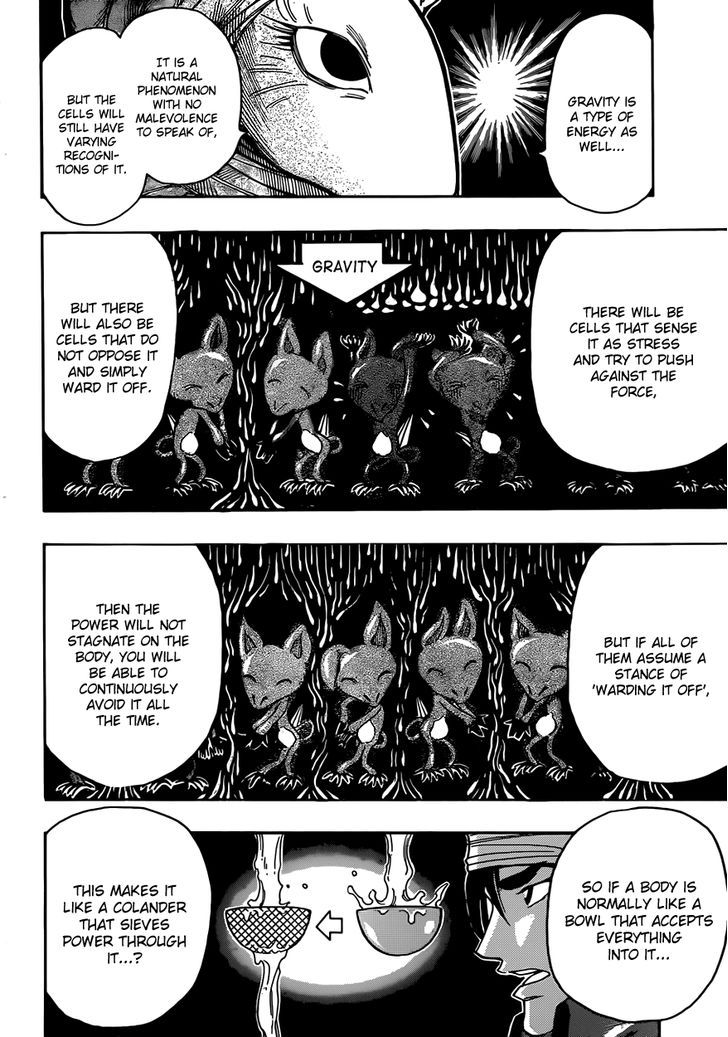 GRAVITY IS
A TYPE OF
ENERGY AS
WELL...
IT IS A
NATURAL
PHENOMENON
WITH NO
MALEVOLENCE
TO SPEAK OF,
BUT THE
CELLS WILL
STILL HAVE
VARYING
RECOGNI-
TIONS OF IT.
THERE WILL BE
CELLS THAT SENSE
IT AS STRESS
AND TRY TO PUSH
AGAINST THE
FORCE,
GRAVITY
BUT THERE
WILL ALSO BE
CELLS THAT DO
NOT OPPOSE IT
AND SIMPLY
WARD IT OFF.
BUT IF ALL OF
THEM ASSUME A
STANCE OF
'WARDING IT OFF',
THEN THE
POWER WILL NOT
STAGNATE ON THE
BODY, YOU WILL
BE ABLE TO
CONTINUOUSLY
AVOID IT ALL
THE TIME.
SO IF A BODY IS
NORMALLY LIKE A
BOWL THAT ACCEPTS
EVERYTHING
INTO IT...
THIS MAKES IT
LIKE A COLANDER
THAT SIEVES
POWER THROUGH
IT...?